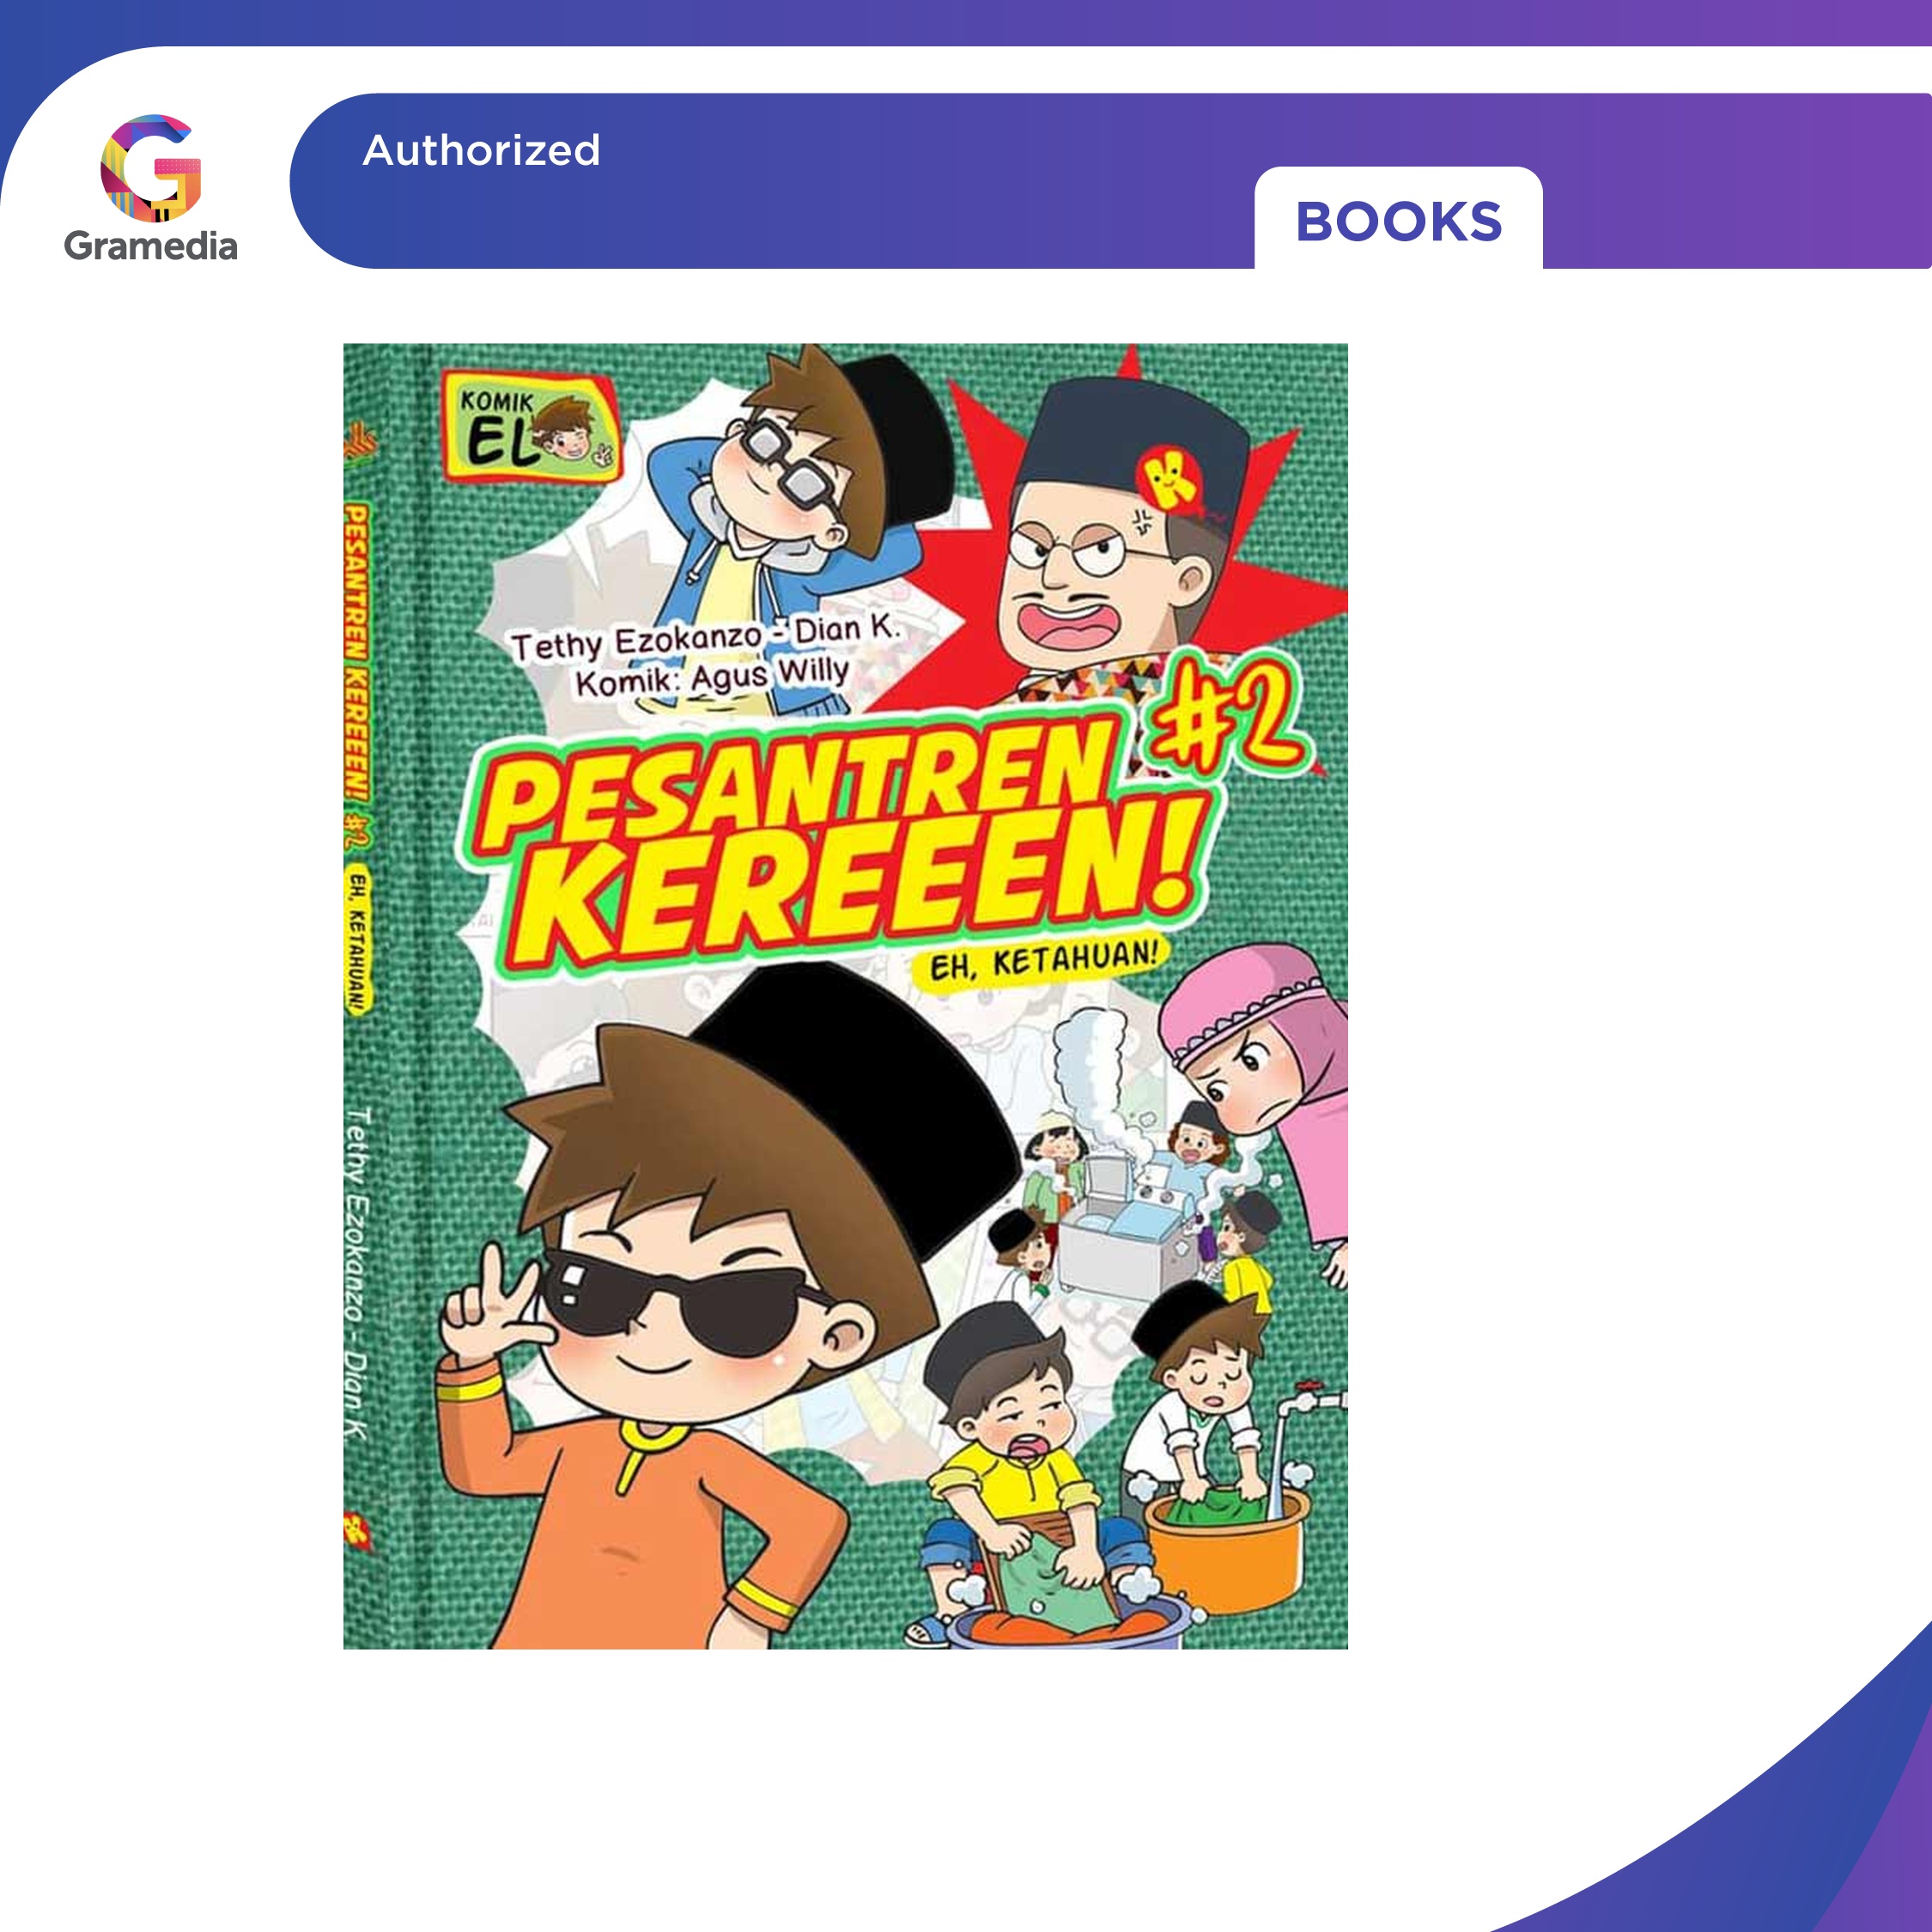 Gramedia
Authorized
BOOKS
KOMIK
EL
Tethy Ezokanzo - Dian K.
Komik: Agus Willy
PESANTREN #2
KEREEEN!
EH, KETAHUAN!
PESANTREN KEREEEN! #2 EH, KETAHUAN! Tethy Ezokanzo - Dian K